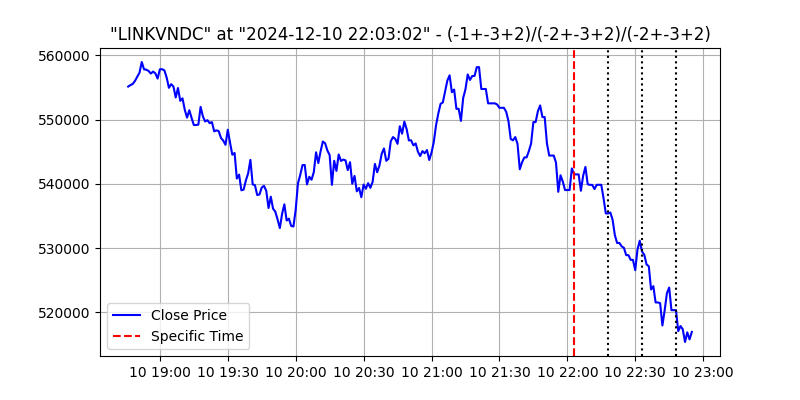 "LINKVNDC" at "2024-12-10 22:03:02" - (-1+-3+2)/(-2+-3+2)/(-2+-3+2)
560000
550000
540000
530000
520000
Close Price
Specific Time
10 19:00 10 19:30 10 20:00 10 20:30 10 21:00 10 21:30 10 22:00 10 22:30 10 23:00